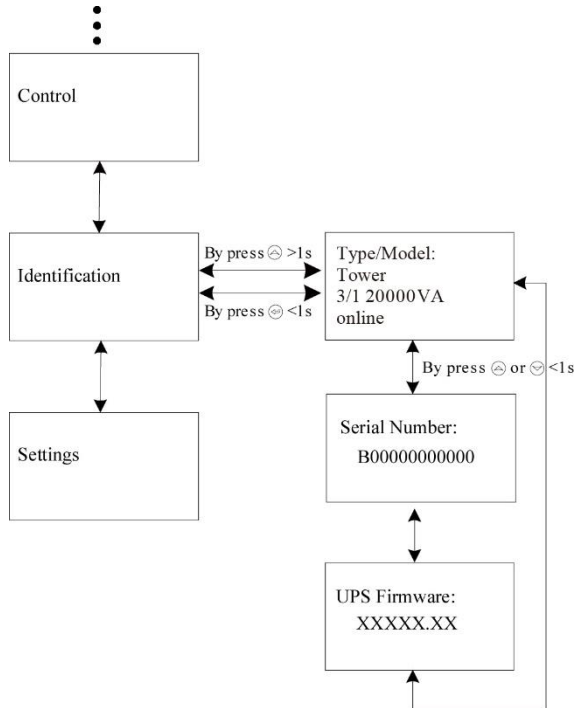 Control
Identification
Settings
By press >1s
By press <1s
Type/Model:
Tower
3/1 20000VA
online
By press or <1s
Serial Number:
B00000000000
UPS Firmware:
XXXXX.XX